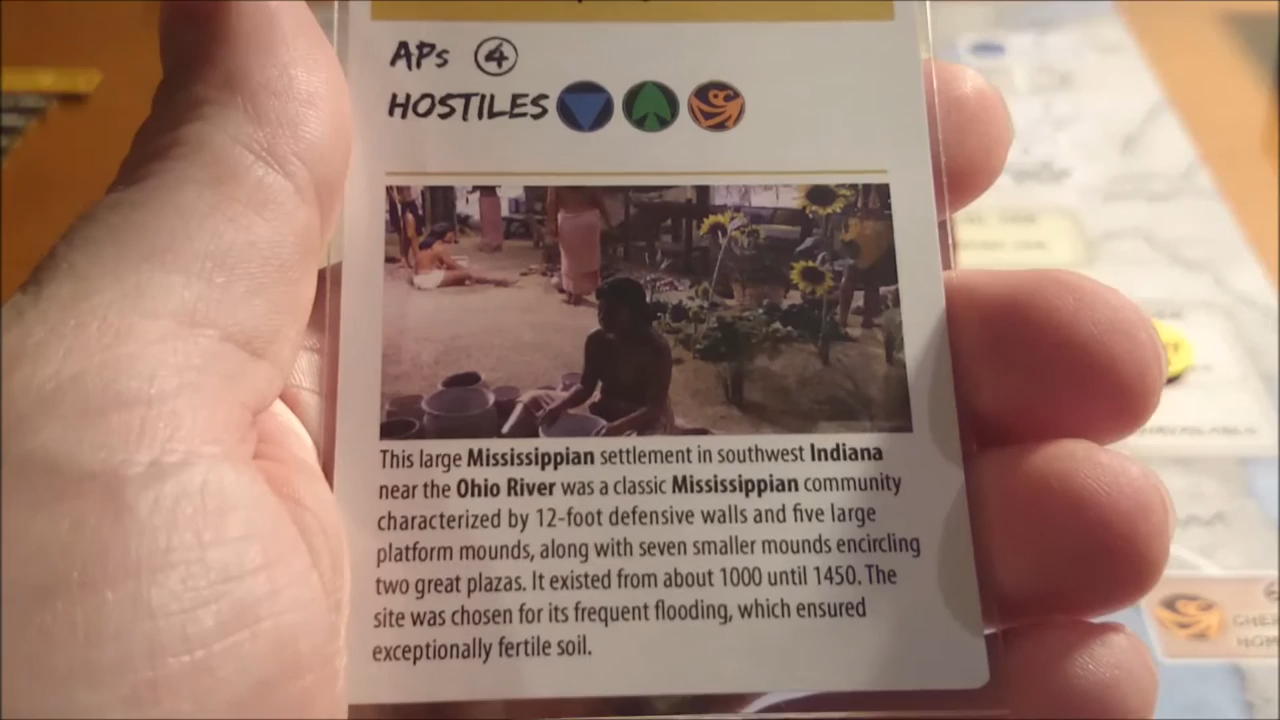 APs 4
HOSTILES
This large Mississippian settlement in southwest Indiana
near the Ohio River was a classic Mississippian community
characterized by 12-foot defensive walls and five large
platform mounds, along with seven smaller mounds encircling
two great plazas. It existed from about 1000 until 1450. The
site was chosen for its frequent flooding, which ensured
exceptionally fertile soil.